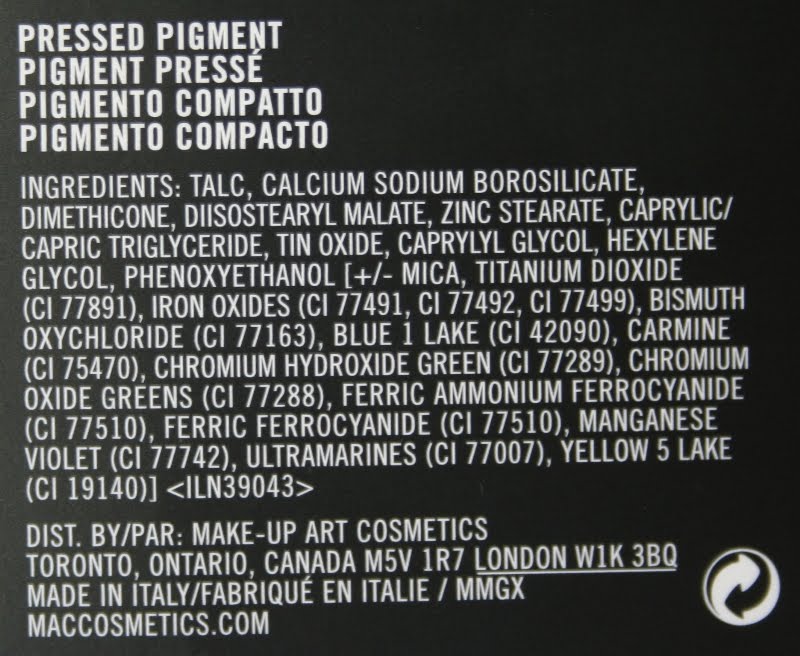 PRESSED PIGMENT
PIGMENT PRESSÉ
PIGMENTO COMPATTO
PIGMENTO COMPACTO
INGREDIENTS: TALC, CALCIUM SODIUM BOROSILICATE,
DIMETHICONE, DIISOSTEARYL MALATE, ZINC STEARATE, CAPRYLIC/
CAPRIC TRIGLYCERIDE, TIN OXIDE, CAPRYLYL GLYCOL, HEXYLENE
GLYCOL, PHENOXYETHANOL [+/- MICA, TITANIUM DIOXIDE
(CI 77891), IRON OXIDES (CI 77491, CI 77492, CI 77499), BISMUTH
OXYCHLORIDE (CI 77163), BLUE 1 LAKE (CI 42090), CARMINE
(CI 75470), CHROMIUM HYDROXIDE GREEN (CI 77289), CHROMIUM
OXIDE GREENS (CI 77288), FERRIC AMMONIUM FERROCYANIDE
(CI 77510), FERRIC FERROCYANIDE (CI 77510), MANGANESE
VIOLET (CI 77742), ULTRAMARINES (CI 77007), YELLOW 5 LAKE
(CI 19140)] <ILN39043>
DIST. BY/PAR: MAKE-UP ART COSMETICS
TORONTO, ONTARIO, CANADA M5V 1R7 LONDON W1K 3BQ
MADE IN ITALY/FABRIQUÉ EN ITALIE / MMGX
MACCOSMETICS.COM